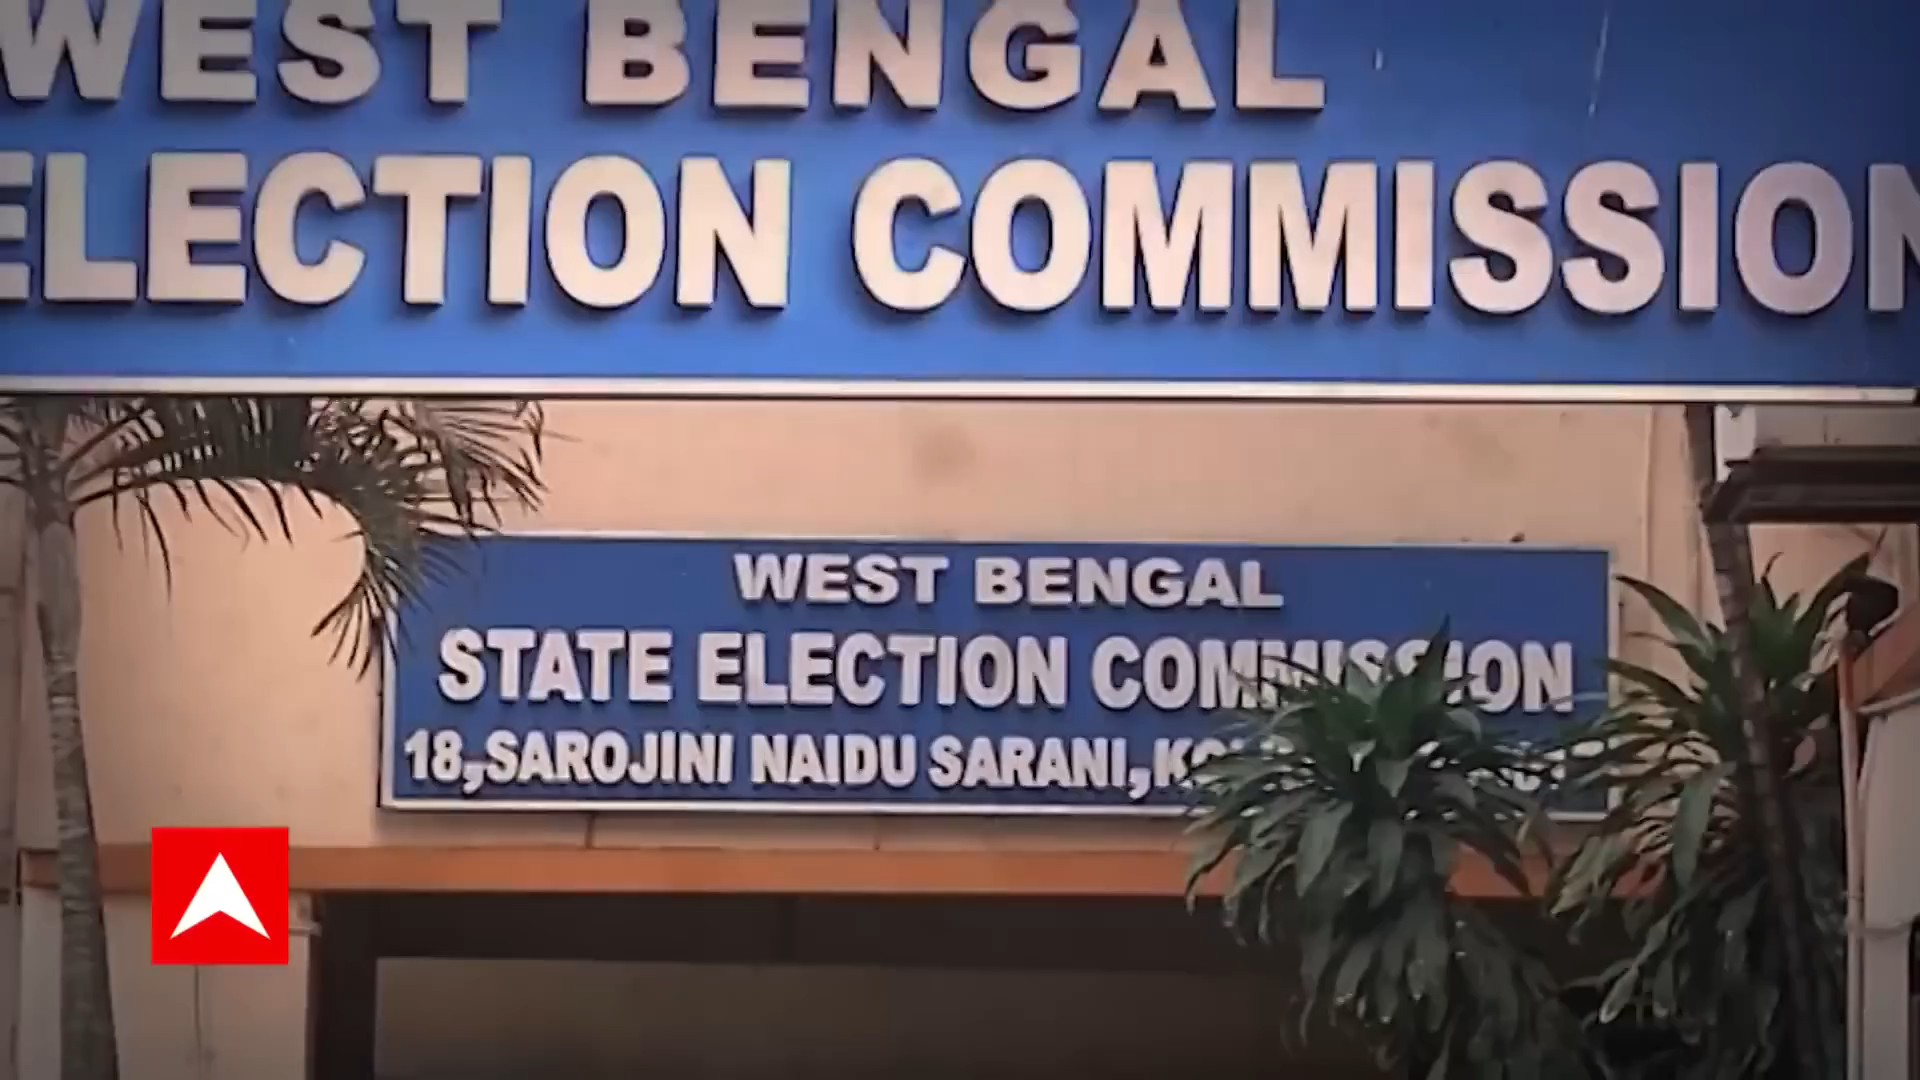 WEST BENGAL
ELECTION COMMISSION
WEST BENGAL
STATE ELECTION COMMISSION
18,SAROJINI NAIDU SARANI,